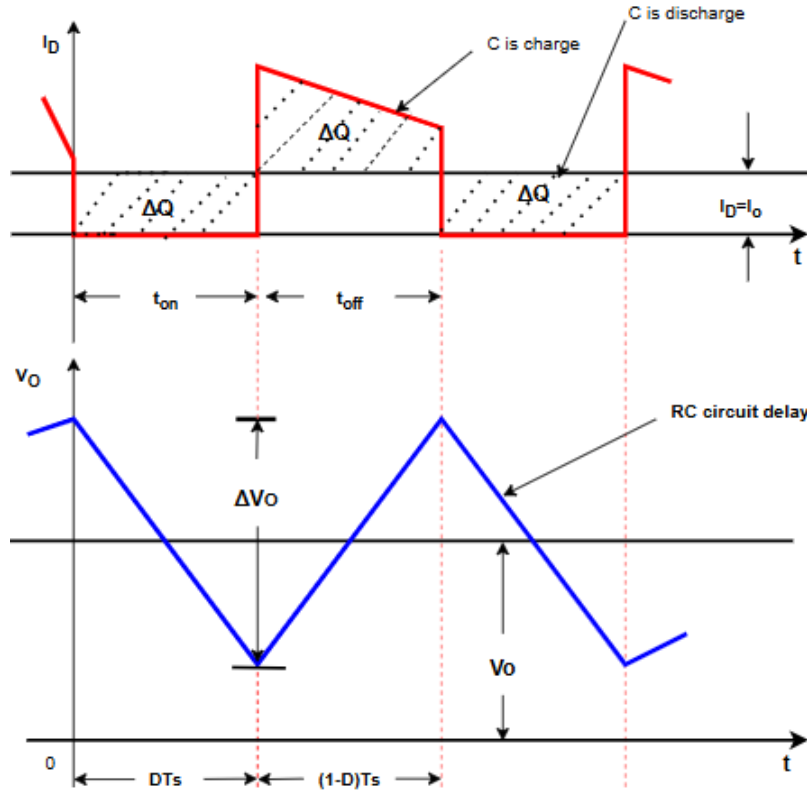 C is discharge
I_D
C is charge
ΔQ
ΔQ
ΔQ
I_D=I_o
t
t_on
t_off
v_O
RC circuit delay
ΔVo
Vo
0
DTs
(1-D)Ts
t